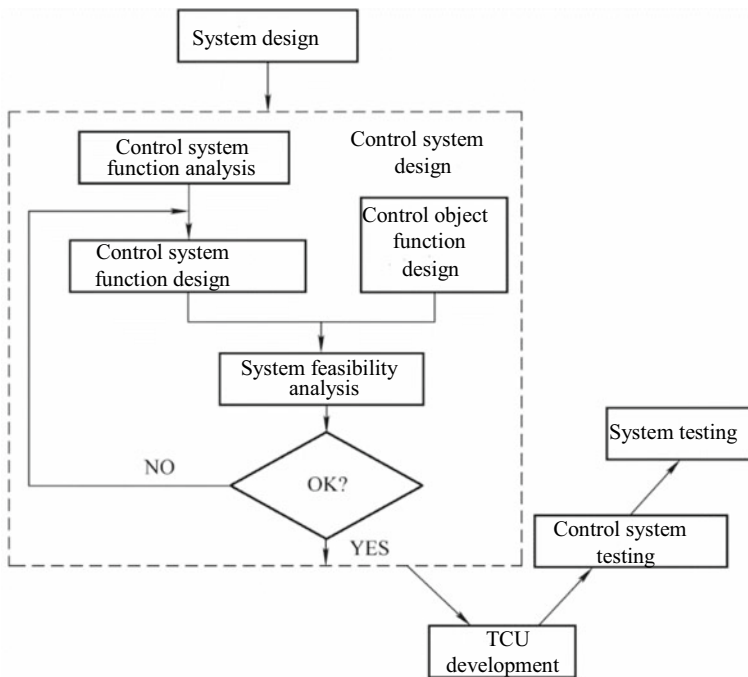 System design
Control system
function analysis
Control system
design
Control object
function
design
Control system
function design
System feasibility
analysis
OK?
NO
YES
System testing
Control system
testing
TCU
development